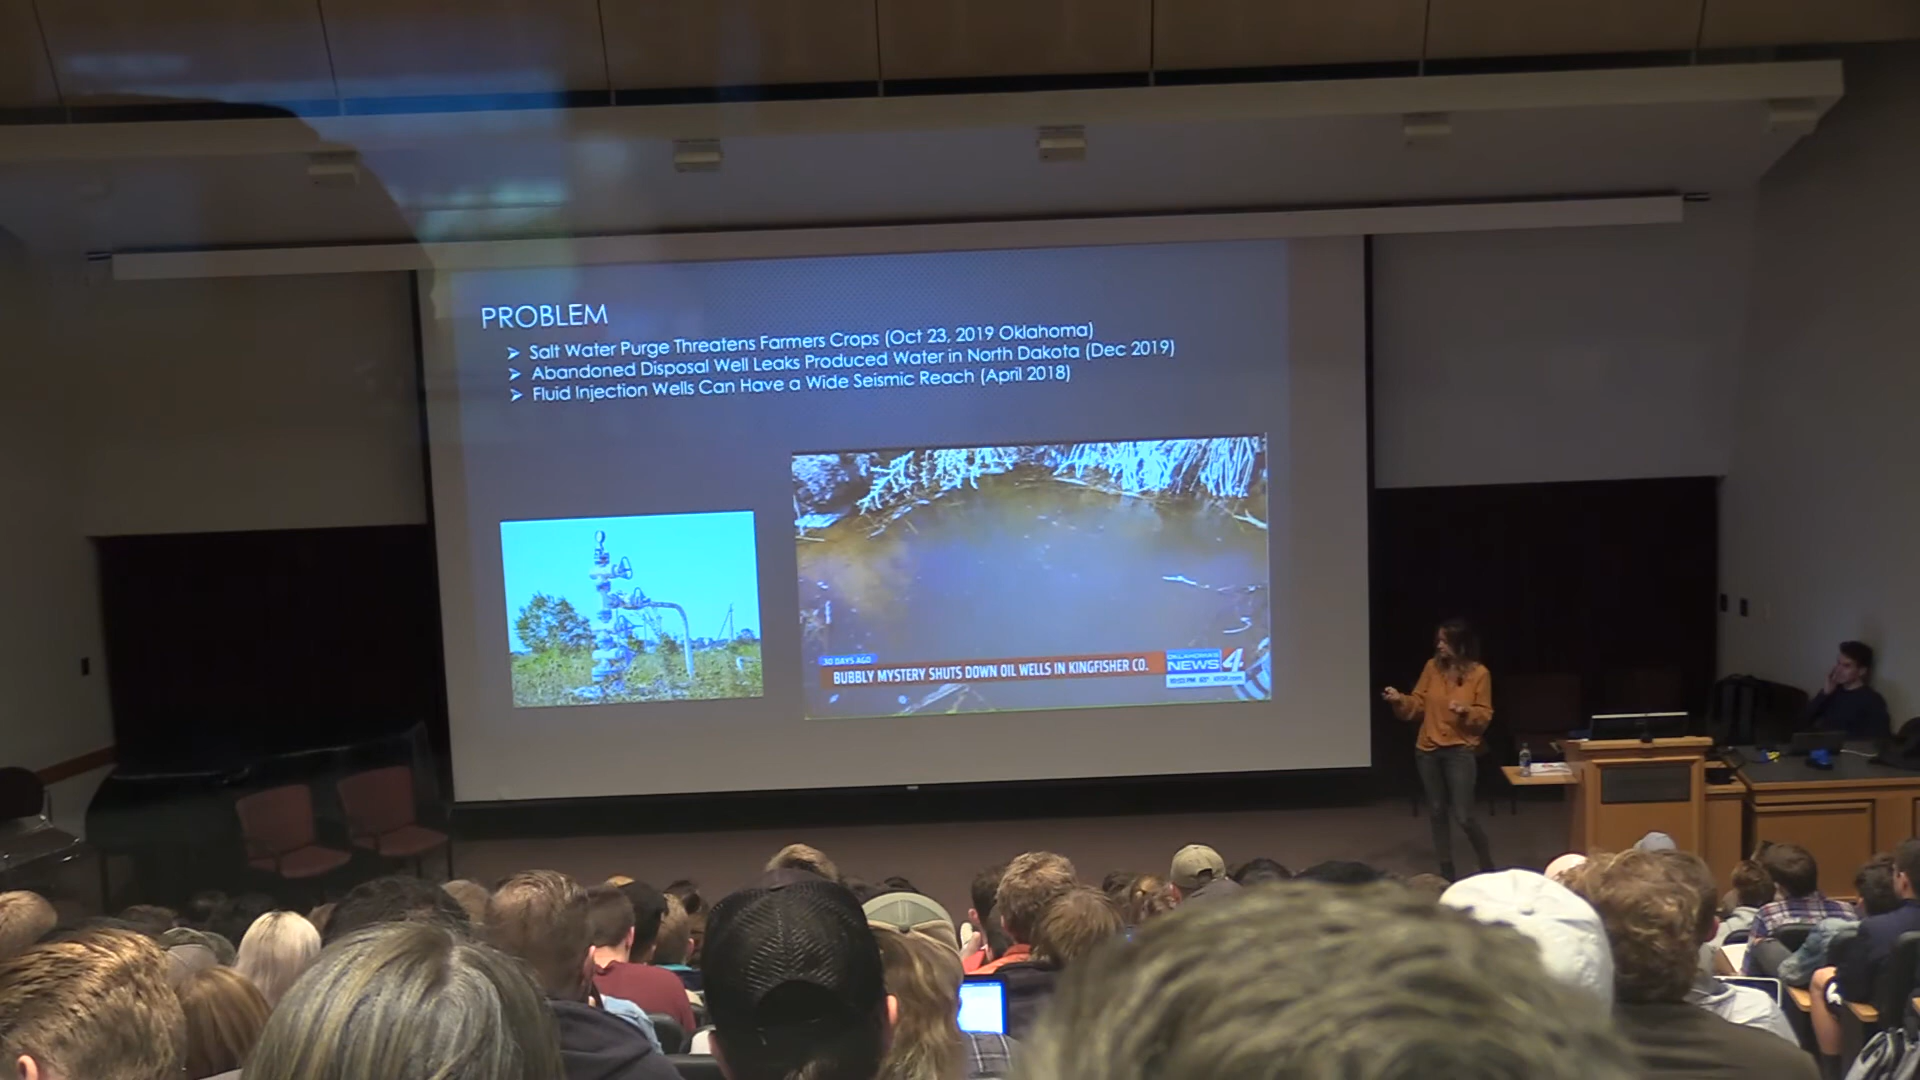 PROBLEM
Salt Water Purge Threatens Farmers Crops (Oct 23, 2019 Oklahoma)
Abandoned Disposal Well Leaks Produced Water in North Dakota (Dec 2019)
Fluid Injection Wells Can Have a Wide Seismic Reach (April 2018)
30 DAYS AGO
BUBBLY MYSTERY SHUTS DOWN OIL WELLS IN KINGFISHER CO.
OKLAHOMA'S
NEWS 4